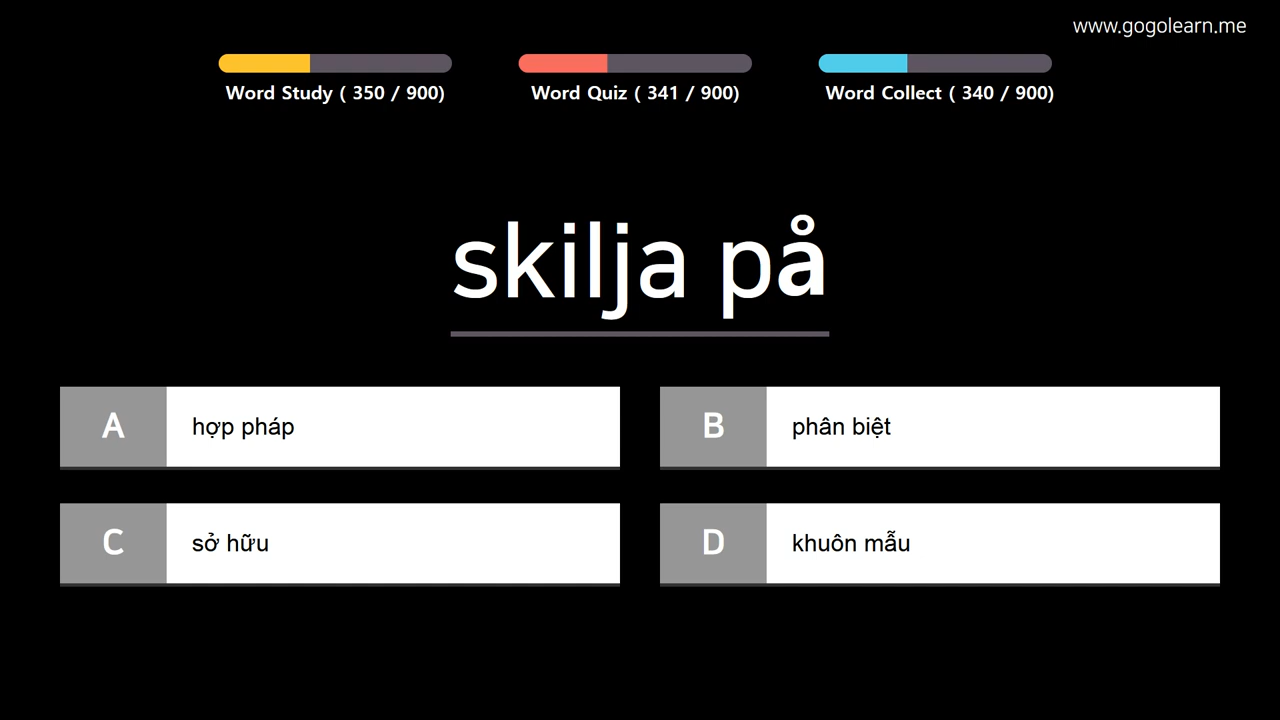 www.gogolearn.me
Word Study ( 350 / 900)
Word Quiz ( 341 / 900)
Word Collect ( 340 / 900)
skilja på
A hợp pháp
B phân biệt
C sở hữu
D khuôn mẫu